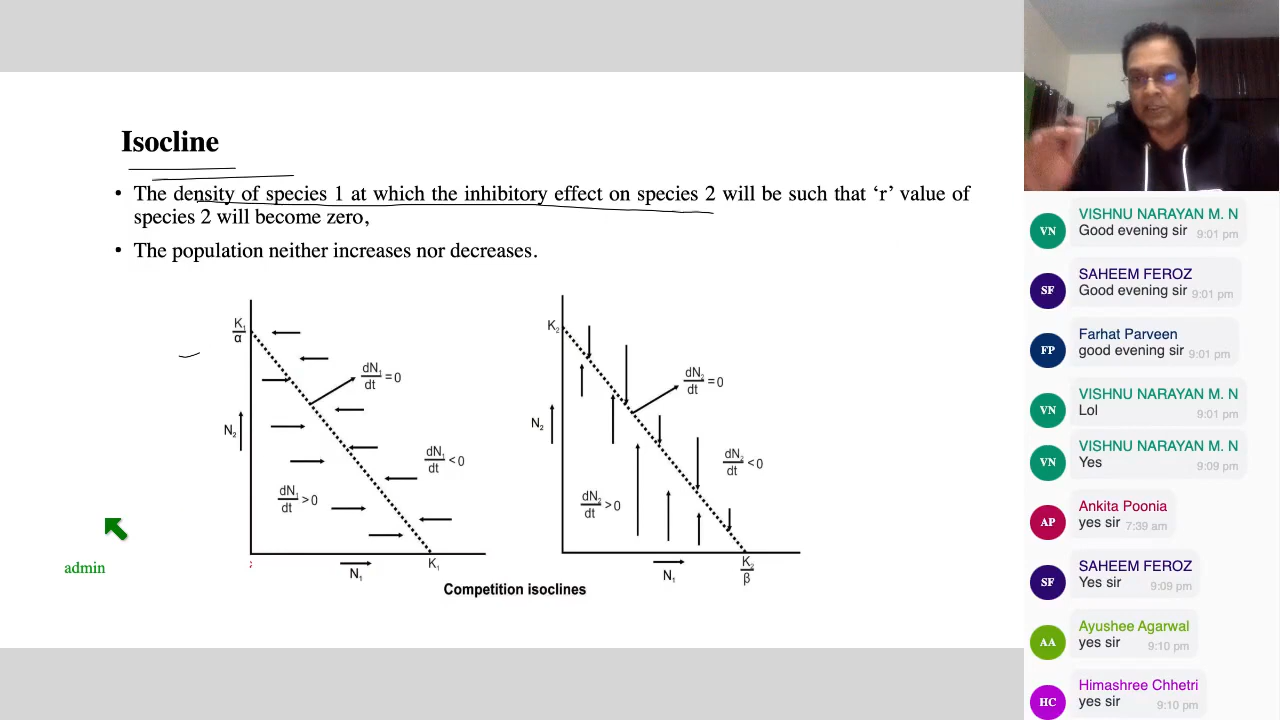 Isocline
• The density of species 1 at which the inhibitory effect on species 2 will be such that ‘r’ value of
species 2 will become zero,
• The population neither increases nor decreases.
K₁
α
N₂
dN₁
dt
=0
dN₁
dt
<0
dN₁
dt
>0
N₁
K₁
K₂
N₂
dN₂
dt
=0
dN₂
dt
<0
dN₂
dt
>0
N₁
K₂
β
Competition isoclines
admin
VN
VISHNU NARAYAN M. N
Good evening sir 9:01 pm
SF
SAHEEM FEROZ
Good evening sir 9:01 pm
FP
Farhat Parveen
good evening sir 9:01 pm
VN
VISHNU NARAYAN M. N
Lol 9:01 pm
VN
VISHNU NARAYAN M. N
Yes 9:09 pm
AP
Ankita Poonia
yes sir 7:39 am
SF
SAHEEM FEROZ
Yes sir 9:09 pm
AA
Ayushee Agarwal
yes sir 9:10 pm
HC
Himashree Chhetri
yes sir 9:10 pm